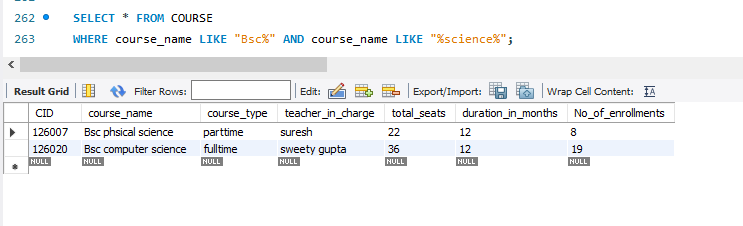 262 SELECT * FROM COURSE
263 WHERE course_name LIKE "Bsc%" AND course_name LIKE "%science%";
Result Grid Filter Rows: Edit: Export/Import: Wrap Cell Content: IA
CID course_name course_type teacher_in_charge total_seats duration_in_months No_of_enrollments
126007 Bsc phsical science parttime suresh 22 12 8
126020 Bsc computer science fulltime sweety gupta 36 12 19
NULL NULL NULL NULL NULL NULL NULL